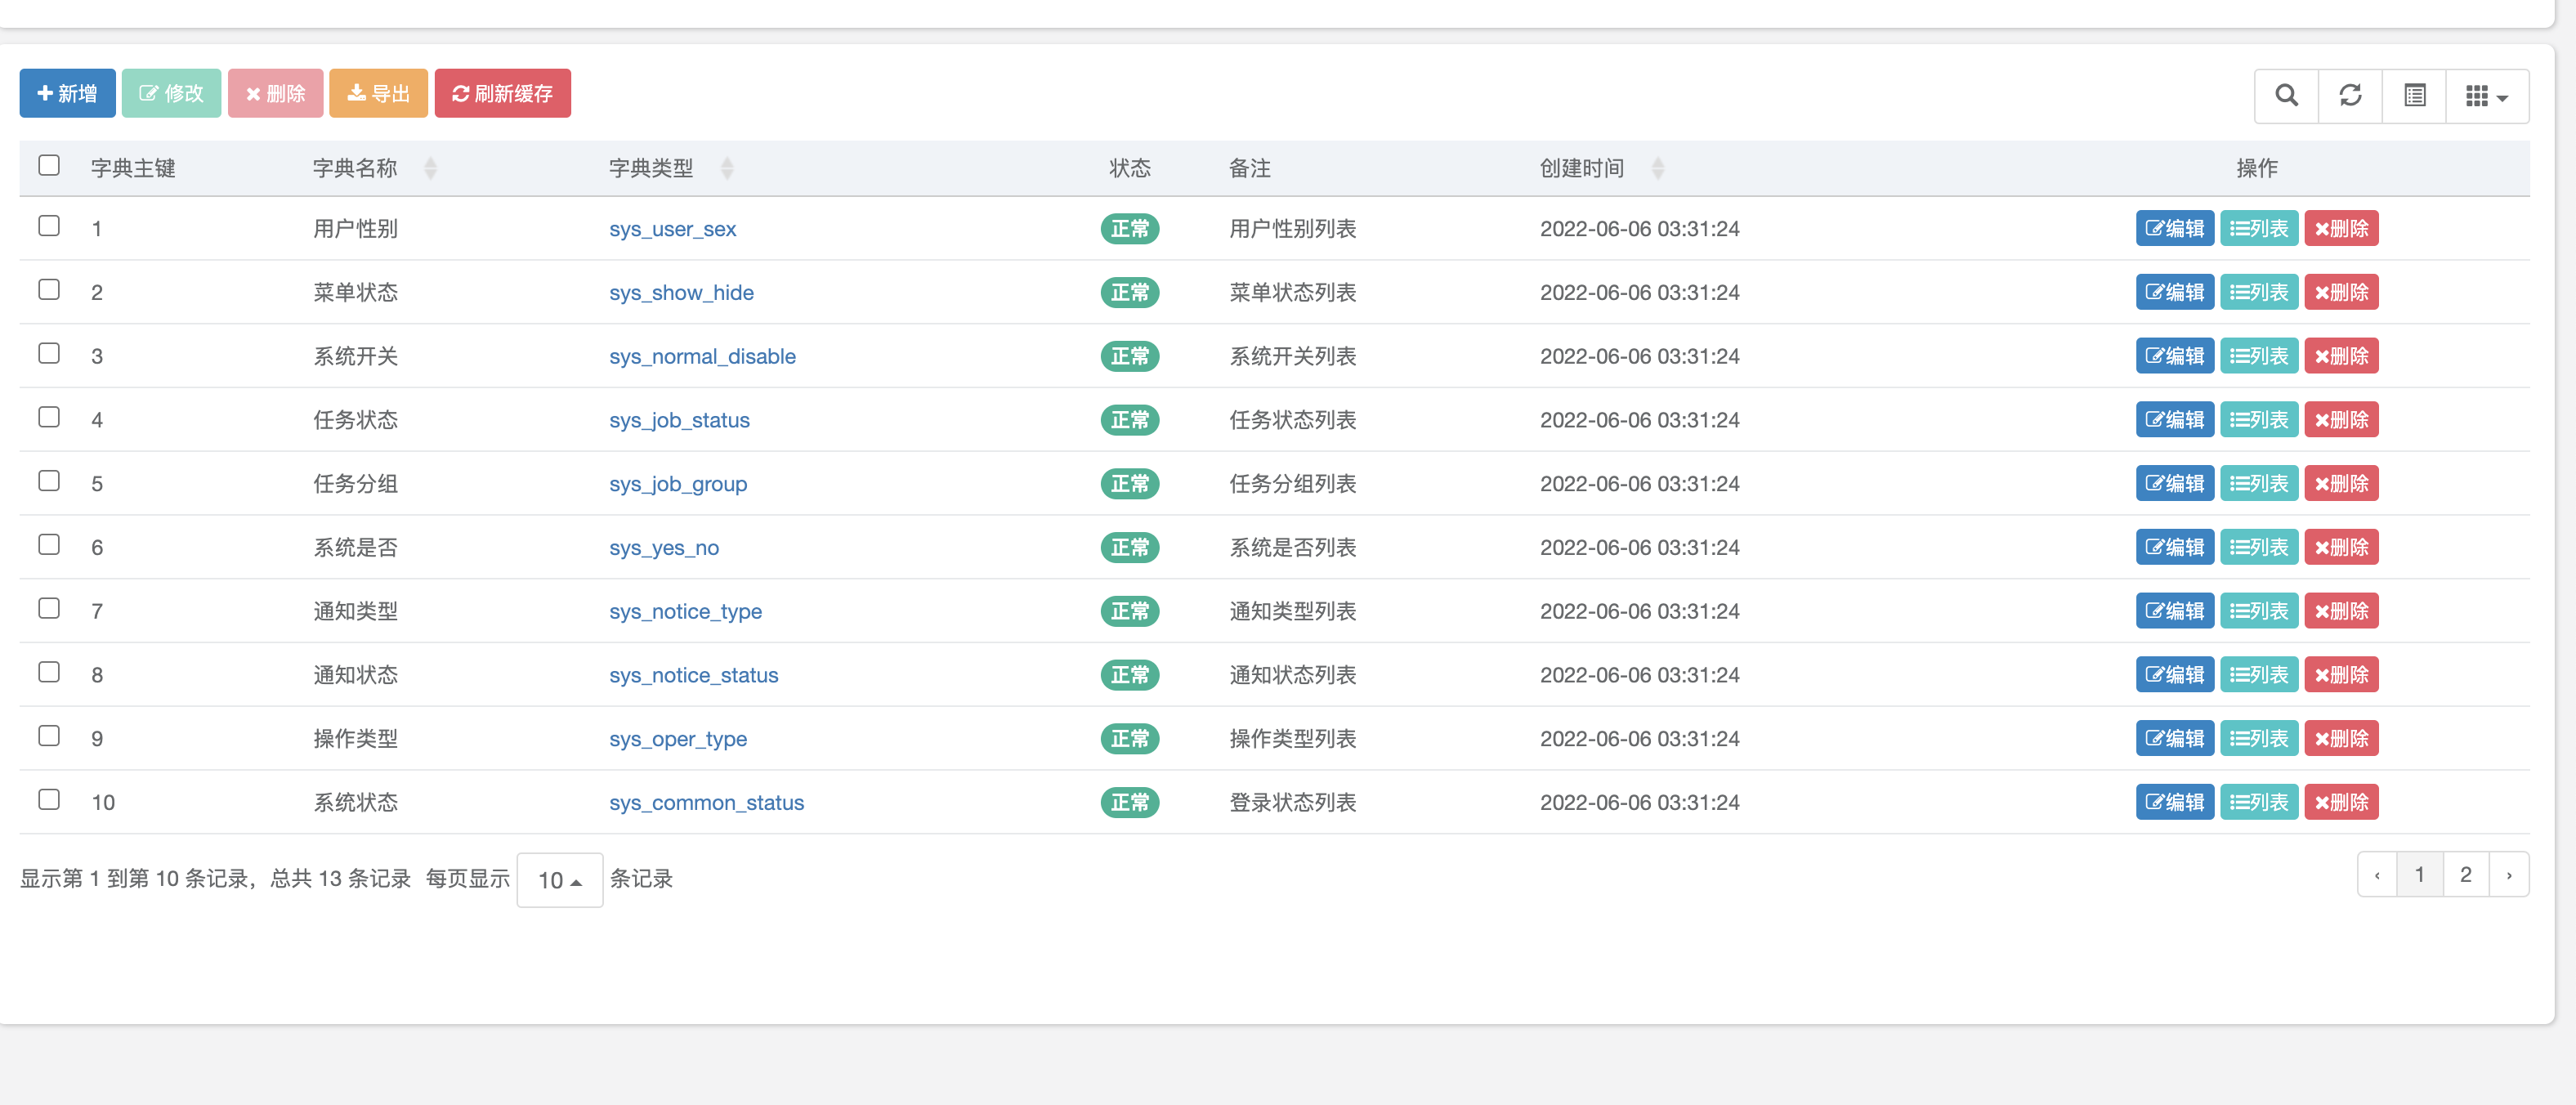 新增 修改 删除 导出 刷新缓存
字典主键 字典名称 字典类型 状态 备注 创建时间 操作
1 用户性别 sys_user_sex 正常 用户性别列表 2022-06-06 03:31:24 编辑 列表 删除
2 菜单状态 sys_show_hide 正常 菜单状态列表 2022-06-06 03:31:24 编辑 列表 删除
3 系统开关 sys_normal_disable 正常 系统开关列表 2022-06-06 03:31:24 编辑 列表 删除
4 任务状态 sys_job_status 正常 任务状态列表 2022-06-06 03:31:24 编辑 列表 删除
5 任务分组 sys_job_group 正常 任务分组列表 2022-06-06 03:31:24 编辑 列表 删除
6 系统是否 sys_yes_no 正常 系统是否列表 2022-06-06 03:31:24 编辑 列表 删除
7 通知类型 sys_notice_type 正常 通知类型列表 2022-06-06 03:31:24 编辑 列表 删除
8 通知状态 sys_notice_status 正常 通知状态列表 2022-06-06 03:31:24 编辑 列表 删除
9 操作类型 sys_oper_type 正常 操作类型列表 2022-06-06 03:31:24 编辑 列表 删除
10 系统状态 sys_common_status 正常 登录状态列表 2022-06-06 03:31:24 编辑 列表 删除
显示第 1 到第 10 条记录，总共 13 条记录 每页显示 10 条记录 ‹ 1 2 ›